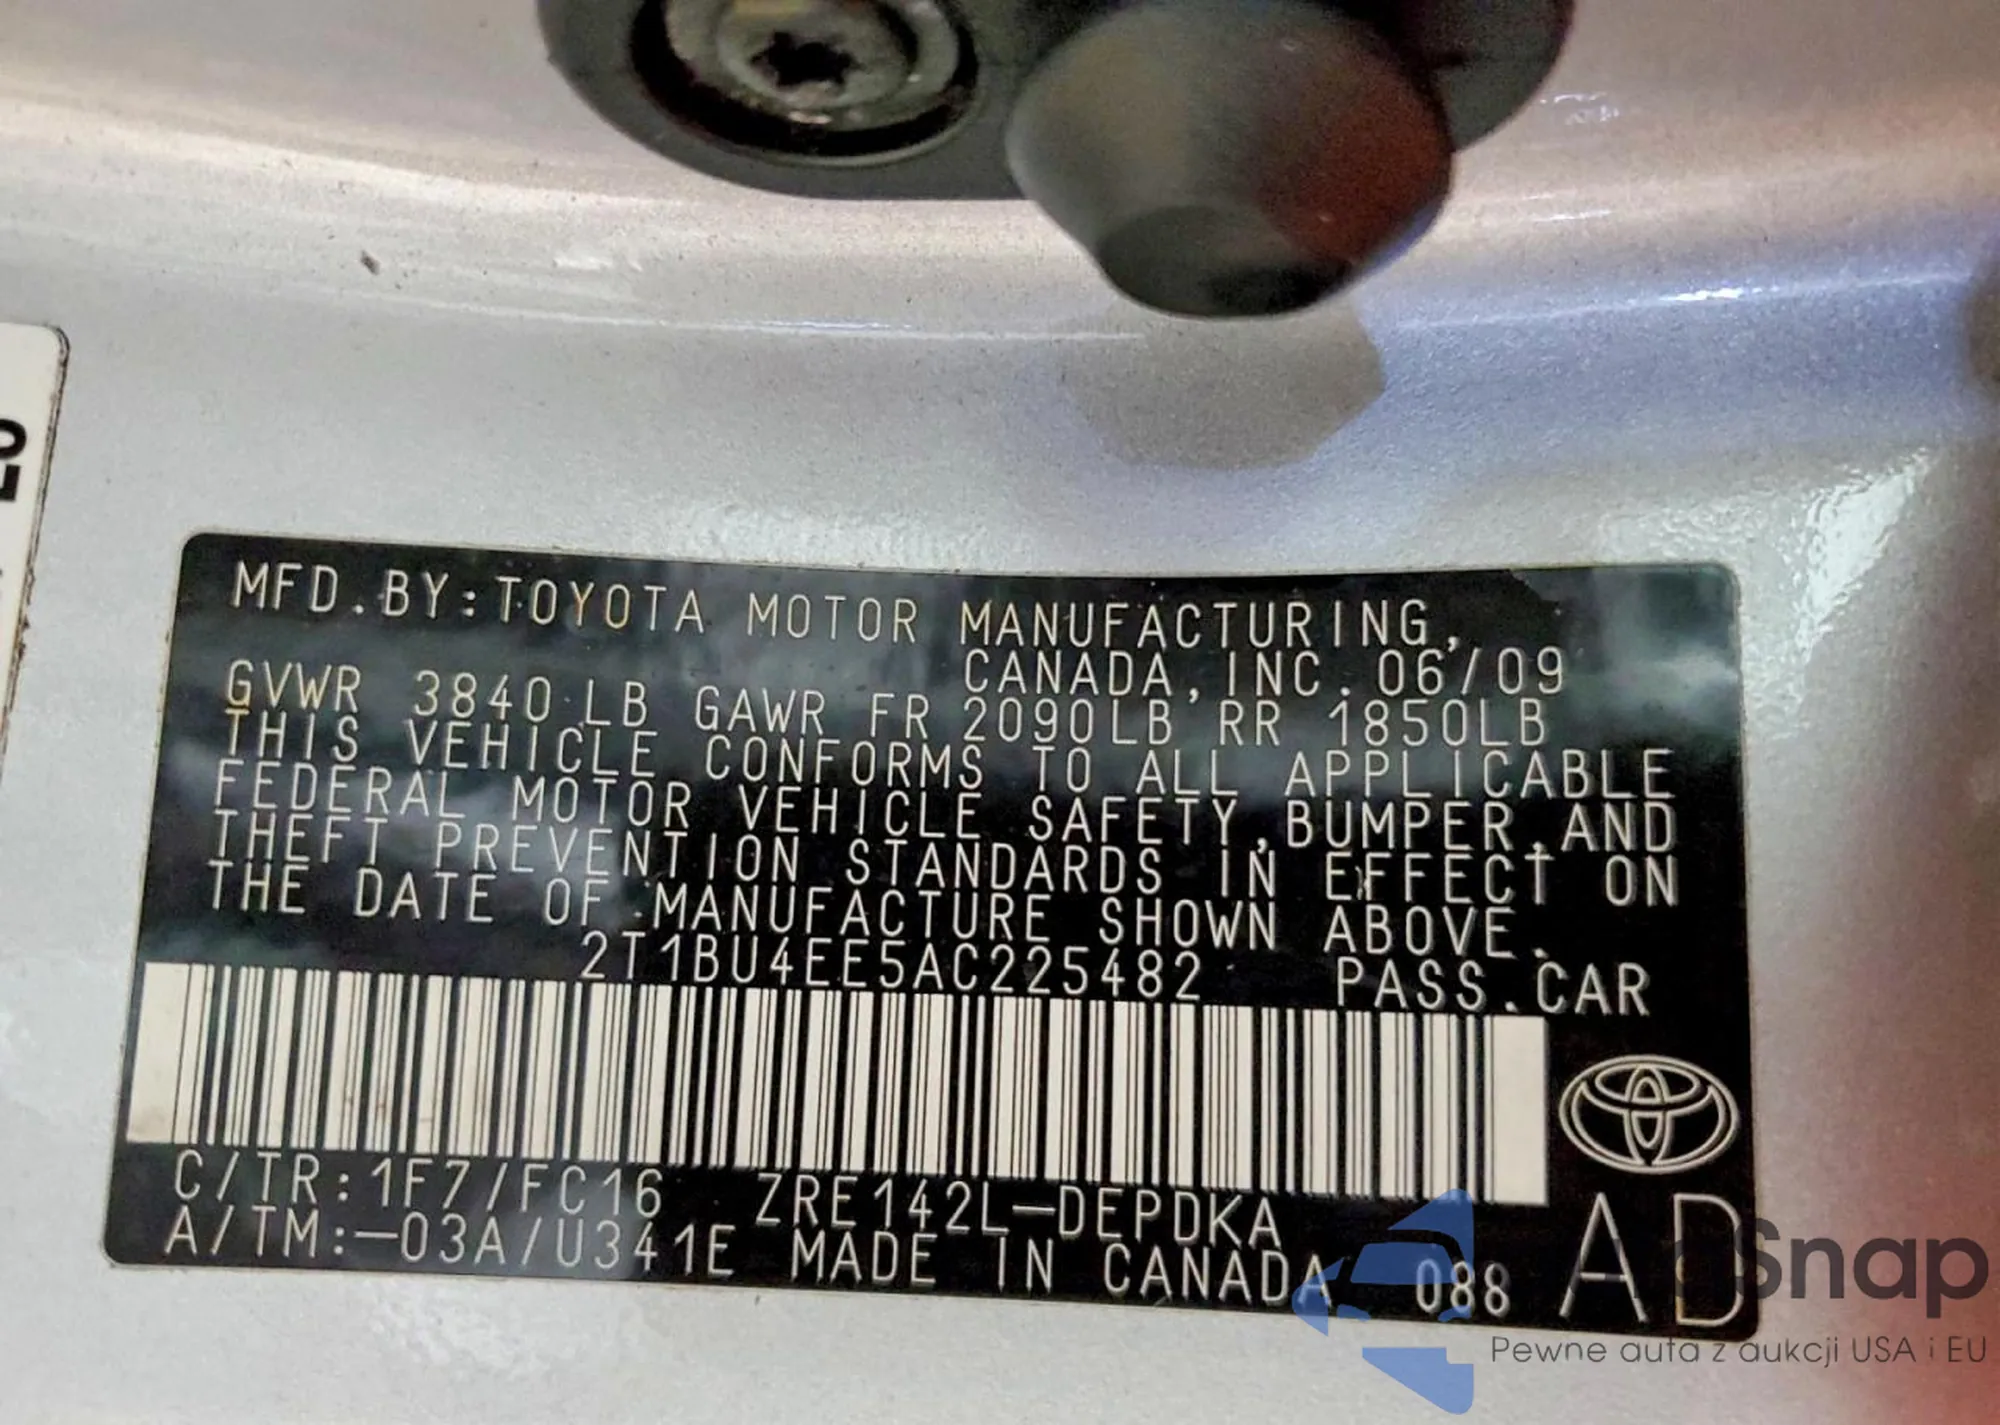 MFD.BY:TOYOTA MOTOR MANUFACTURING,
CANADA,INC. 06/09
GVWR 3840 LB GAWR FR 2090LB RR 1850LB
THIS VEHICLE CONFORMS TO ALL APPLICABLE
FEDERAL MOTOR VEHICLE SAFETY,BUMPER,AND
THEFT PREVENTION STANDARDS IN EFFECT ON
THE DATE OF MANUFACTURE SHOWN ABOVE.
2T1BU4EE5AC225482 PASS.CAR
C/TR:1F7/FC16 ZRE142L-DEPDKA
A/TM:-03A/U341E MADE IN CANADA 088 AD
Snap
Pewne auta z aukcji USA i EU